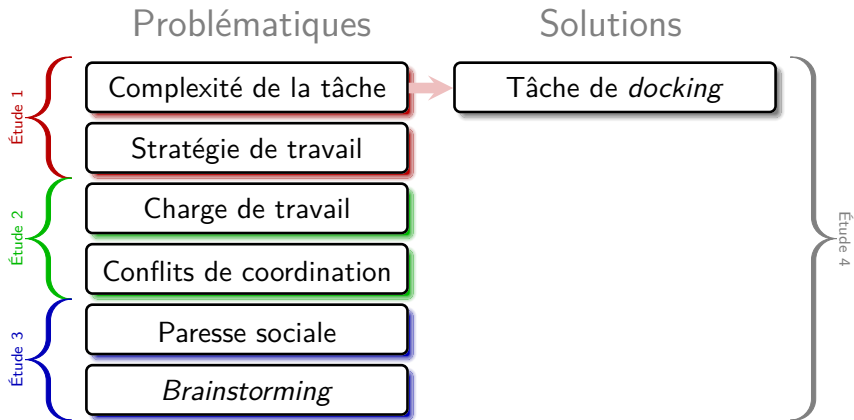 Problématiques
Solutions
Étude 1
Complexité de la tâche
Tâche de docking
Stratégie de travail
Étude 2
Charge de travail
Conflits de coordination
Étude 3
Paresse sociale
Brainstorming
Étude 4